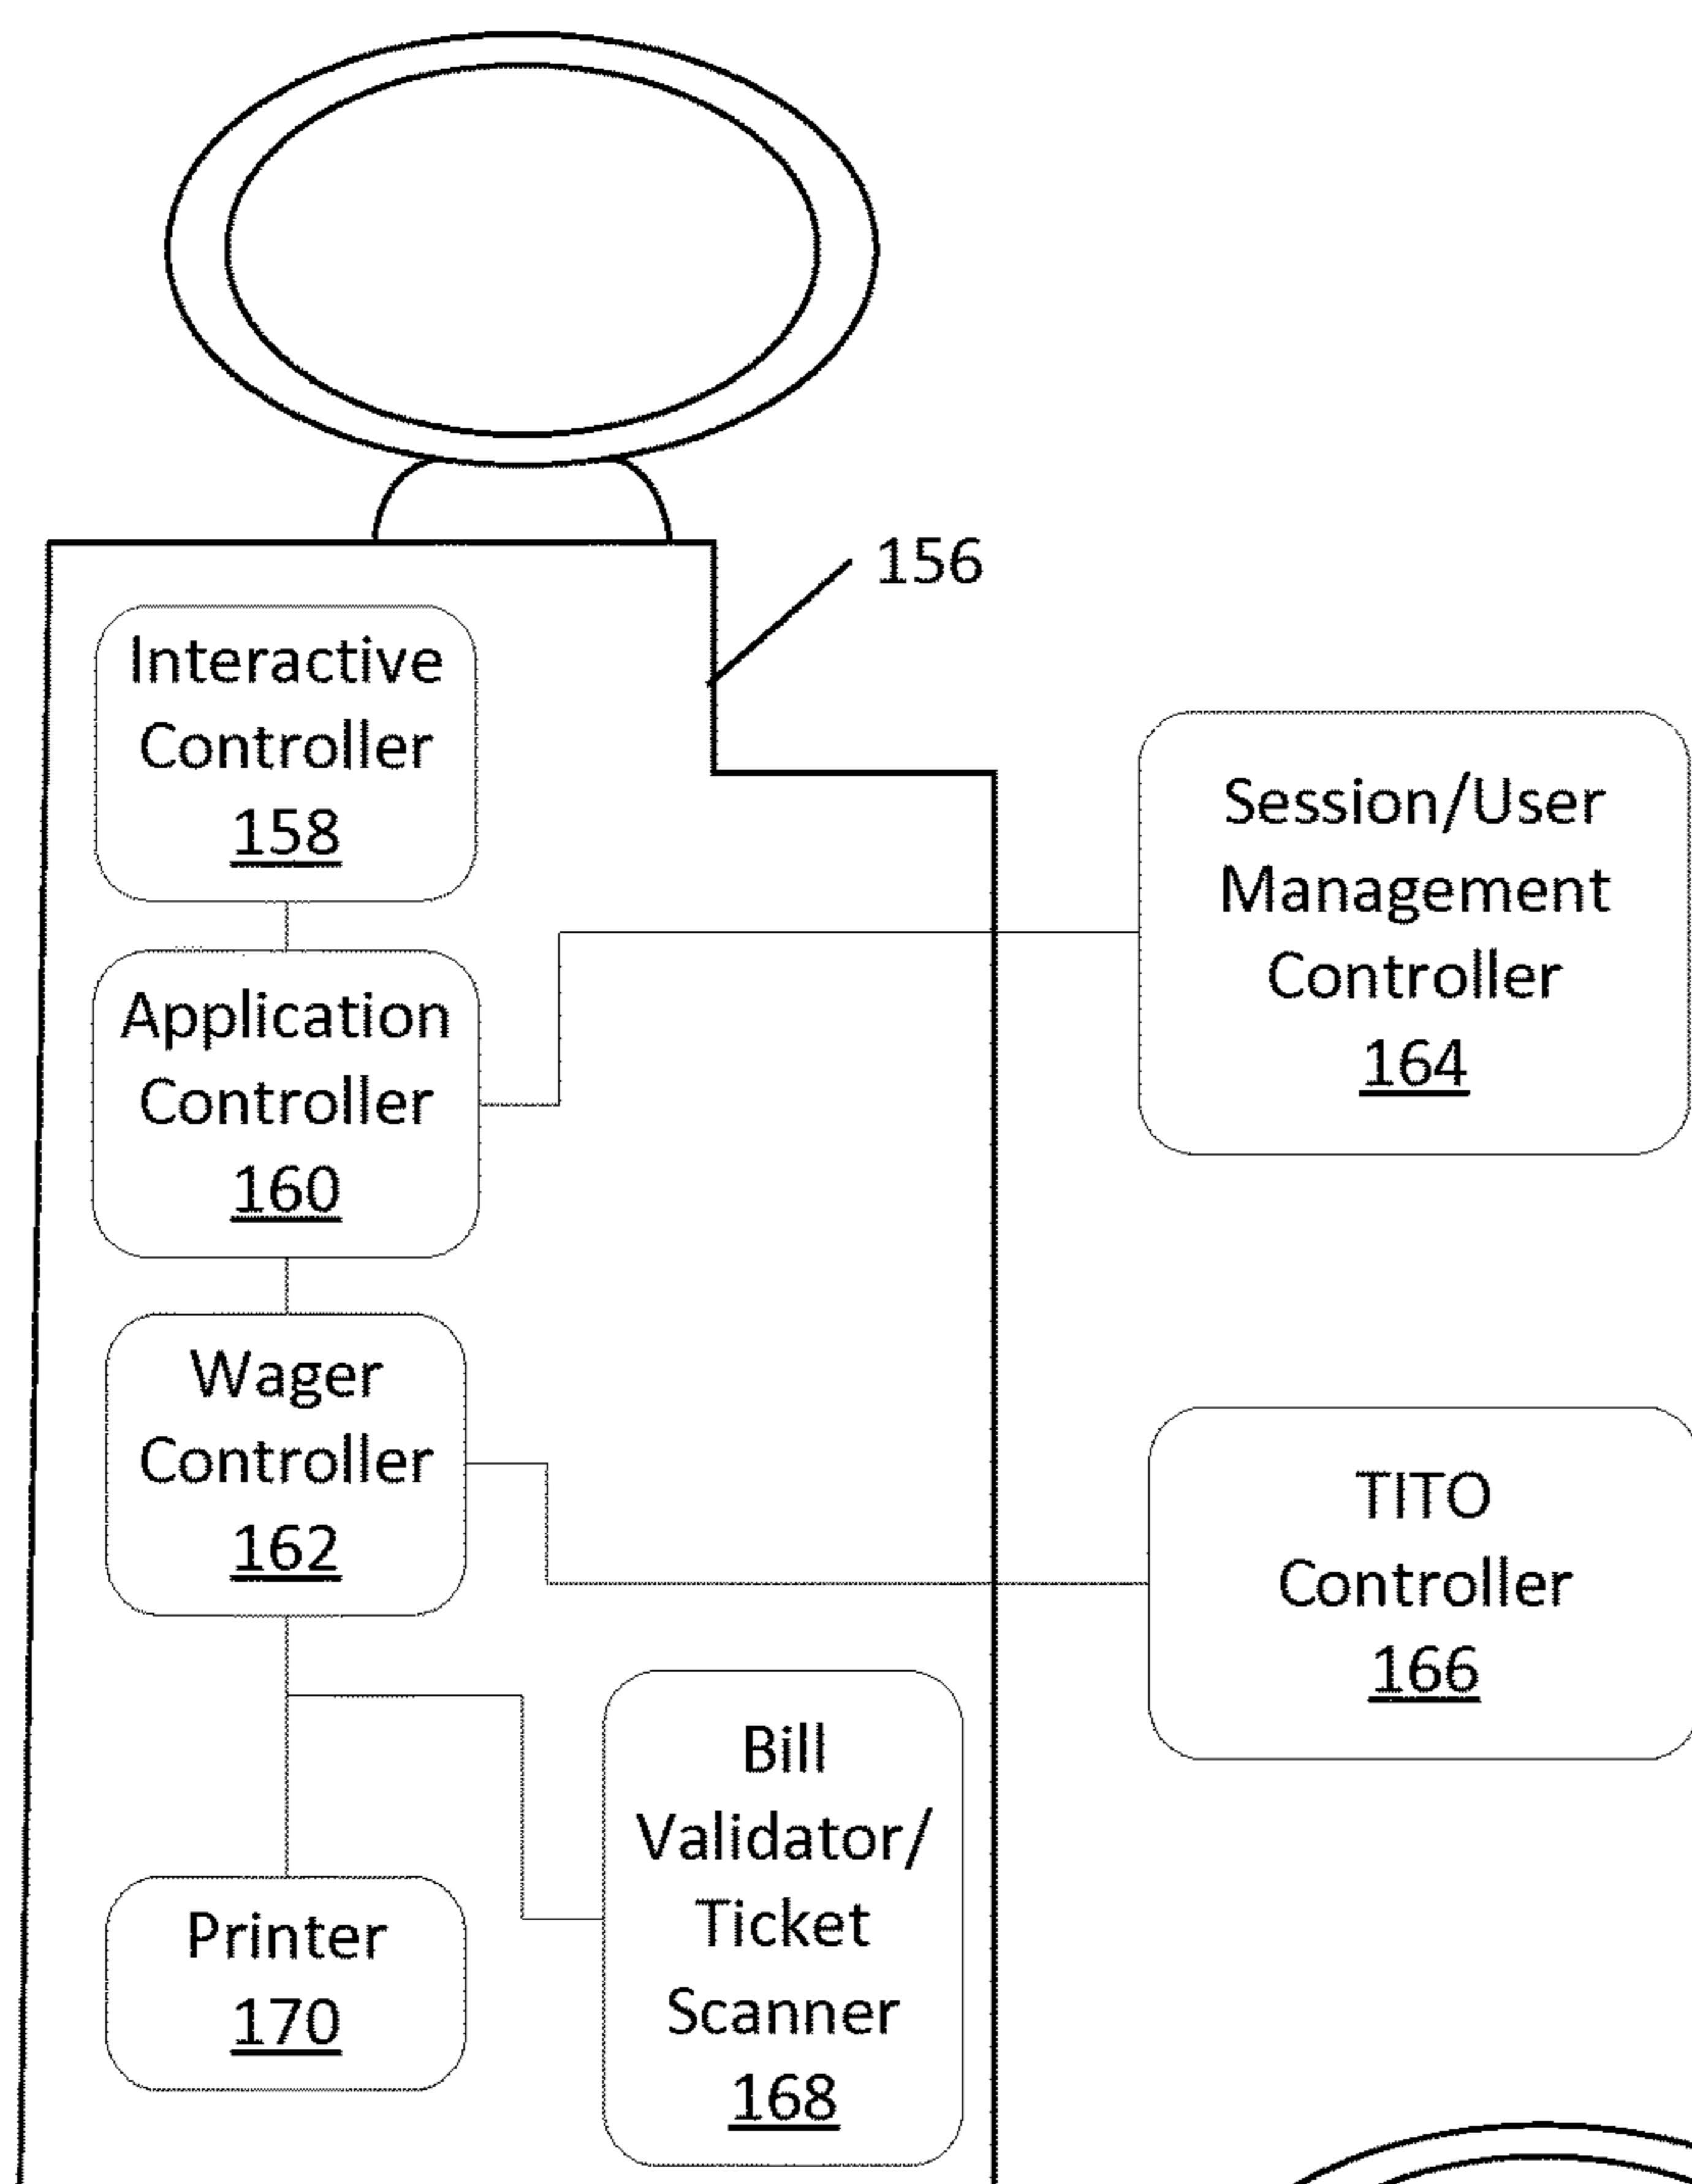 156
Interactive
Controller
158
Session/User
Management
Controller
164
Application
Controller
160
Wager
Controller
162
TITO
Controller
166
Bill
Validator/
Ticket
Scanner
168
Printer
170